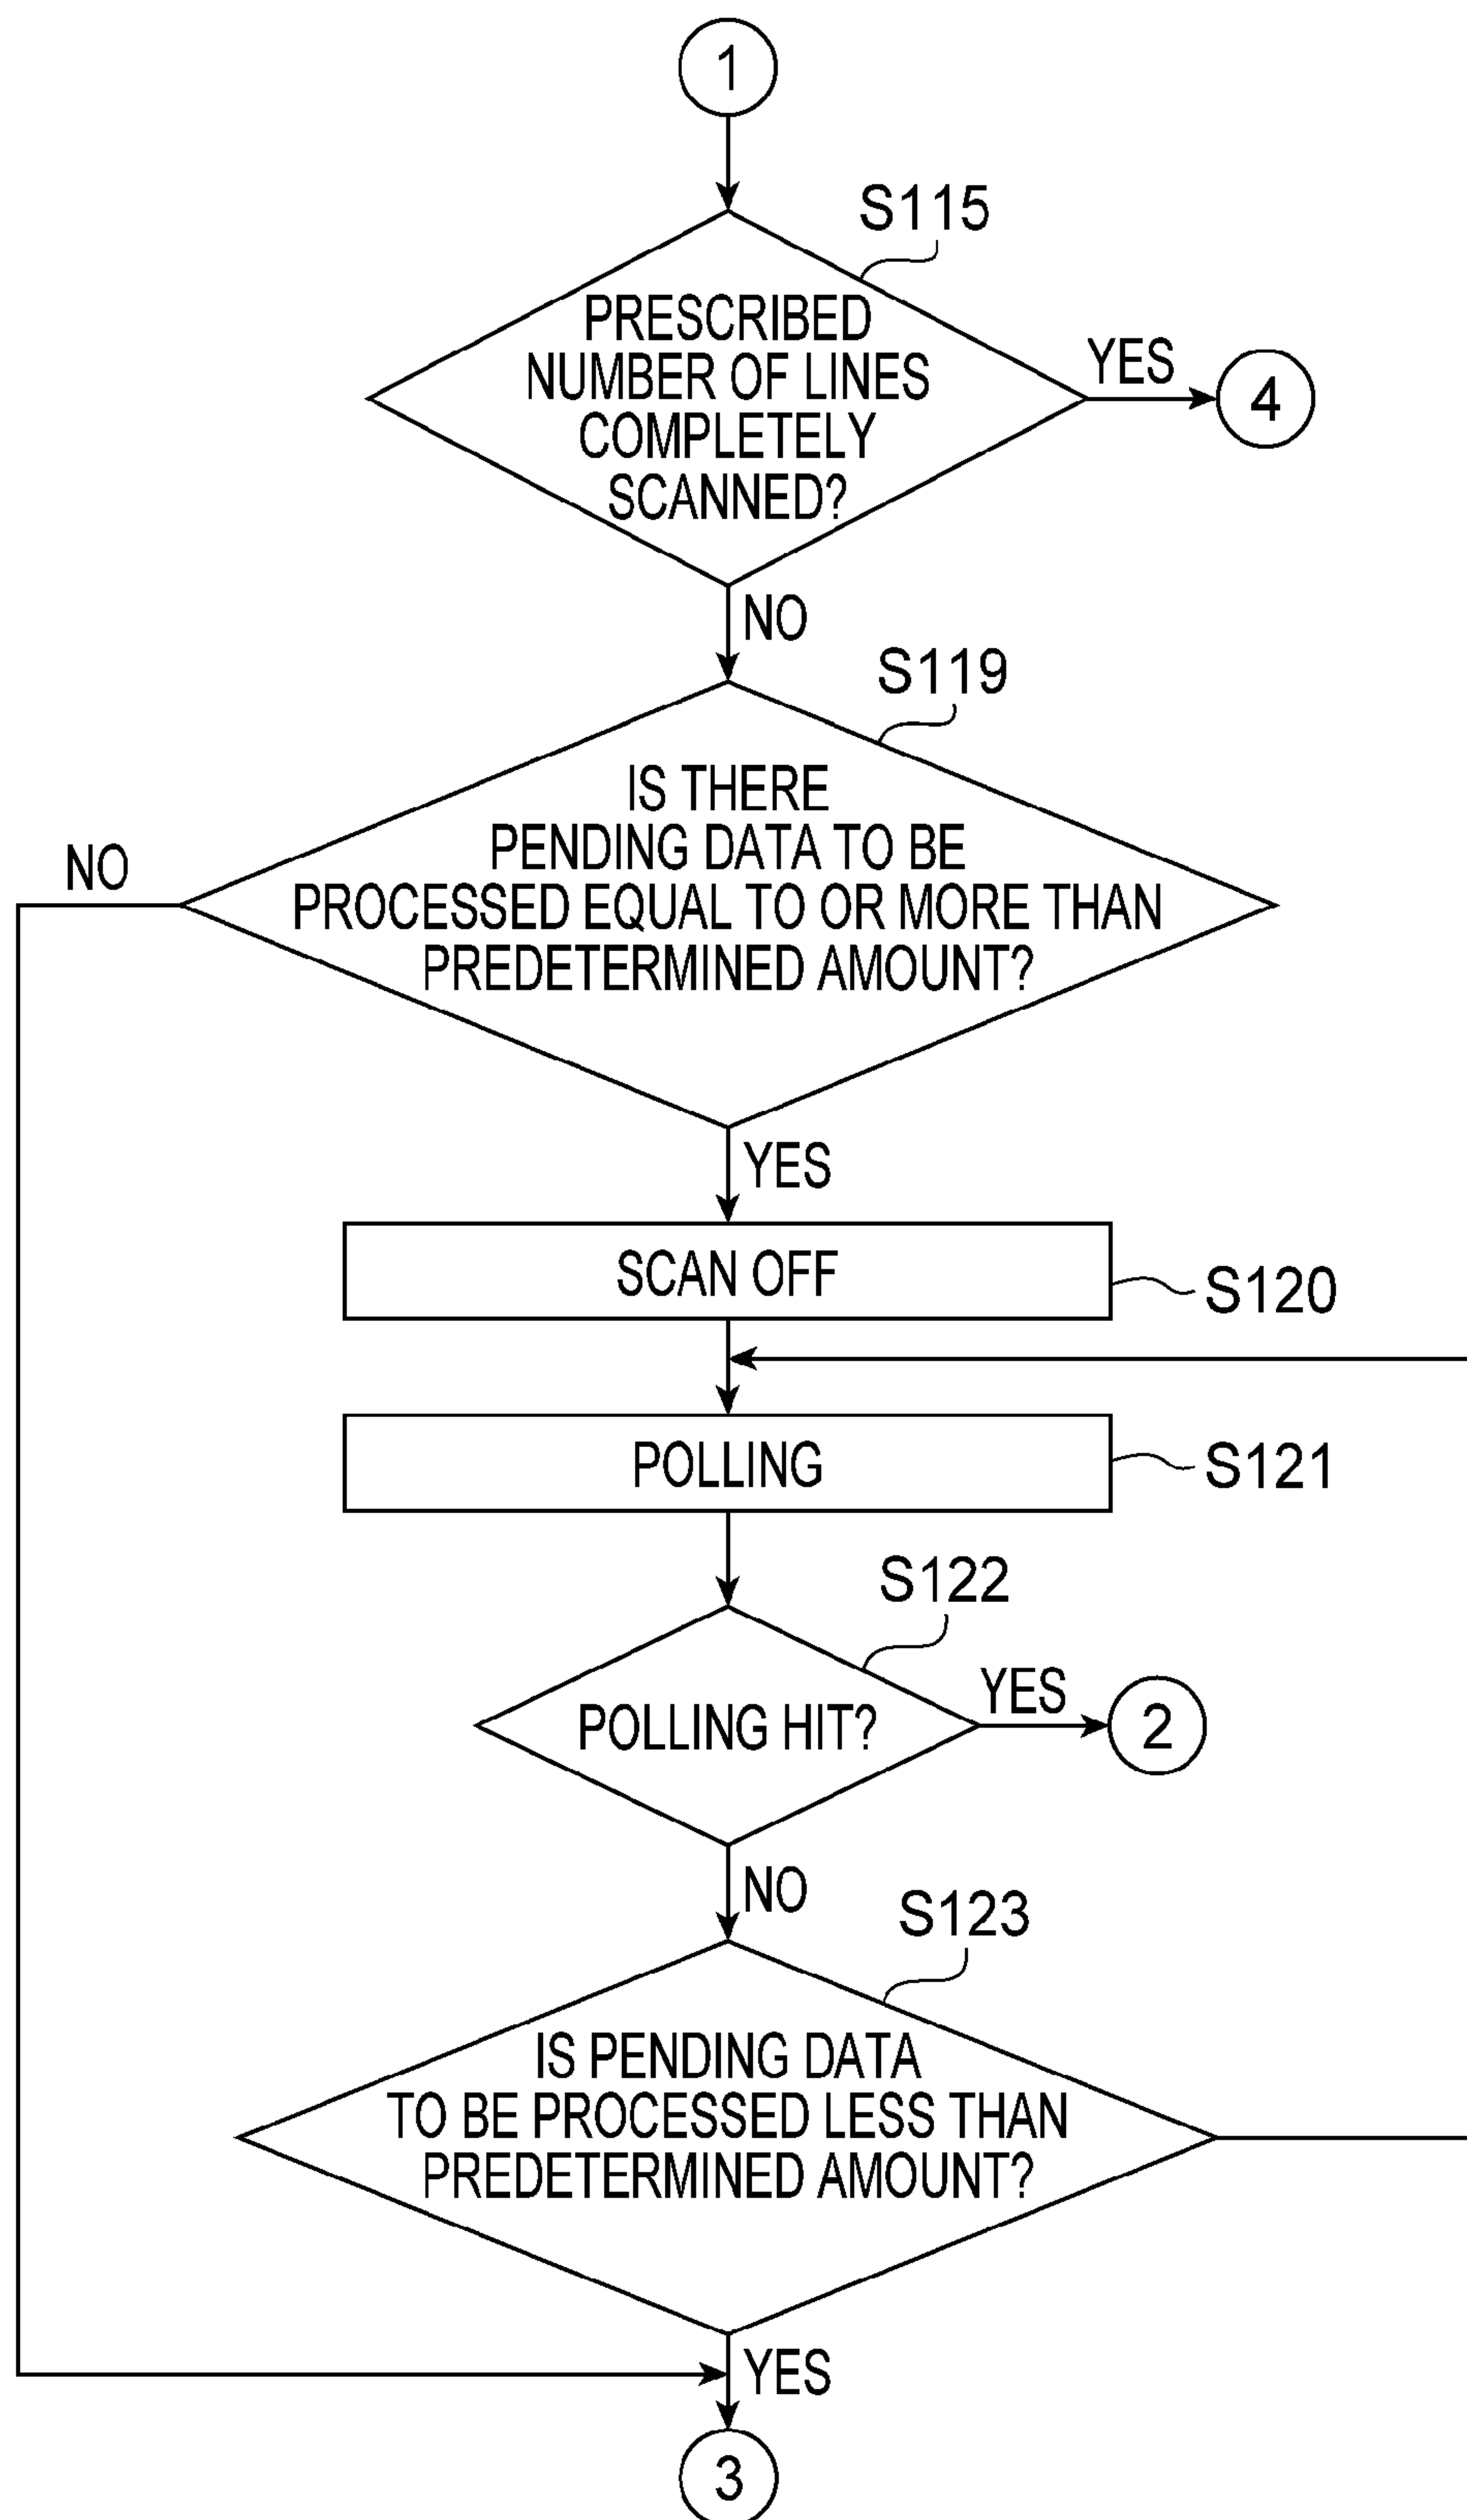 1
S115
PRESCRIBED
NUMBER OF LINES
COMPLETELY
SCANNED?
YES
4
NO
S119
IS THERE
PENDING DATA TO BE
PROCESSED EQUAL TO OR MORE THAN
PREDETERMINED AMOUNT?
NO
YES
SCAN OFF
S120
POLLING
S121
S122
POLLING HIT?
YES
2
NO
S123
IS PENDING DATA
TO BE PROCESSED LESS THAN
PREDETERMINED AMOUNT?
YES
3